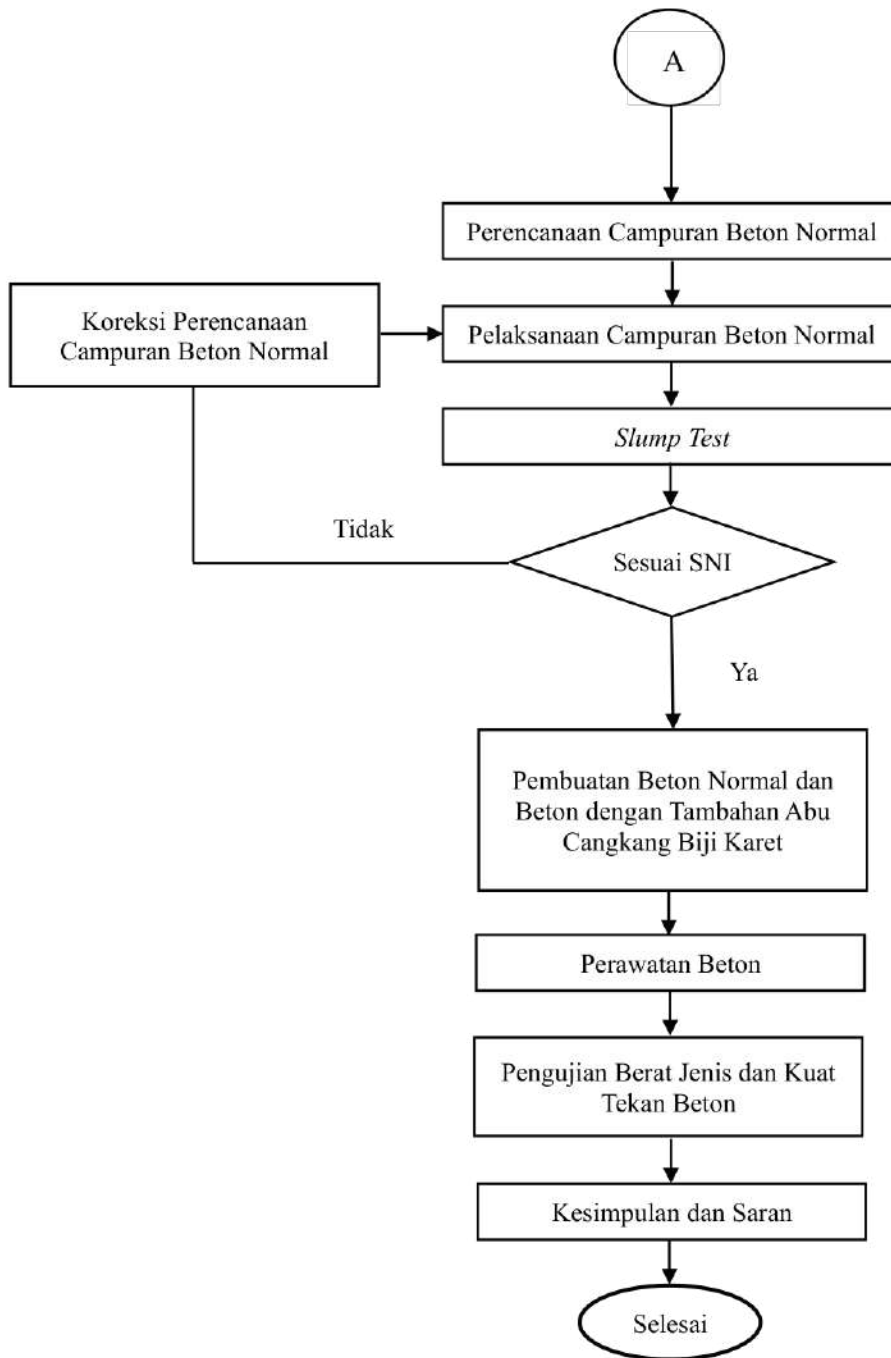 A
Perencanaan Campuran Beton Normal
Koreksi Perencanaan
Campuran Beton Normal
Pelaksanaan Campuran Beton Normal
Slump Test
Tidak
Sesuai SNI
Ya
Pembuatan Beton Normal dan
Beton dengan Tambahan Abu
Cangkang Biji Karet
Perawatan Beton
Pengujian Berat Jenis dan Kuat
Tekan Beton
Kesimpulan dan Saran
Selesai